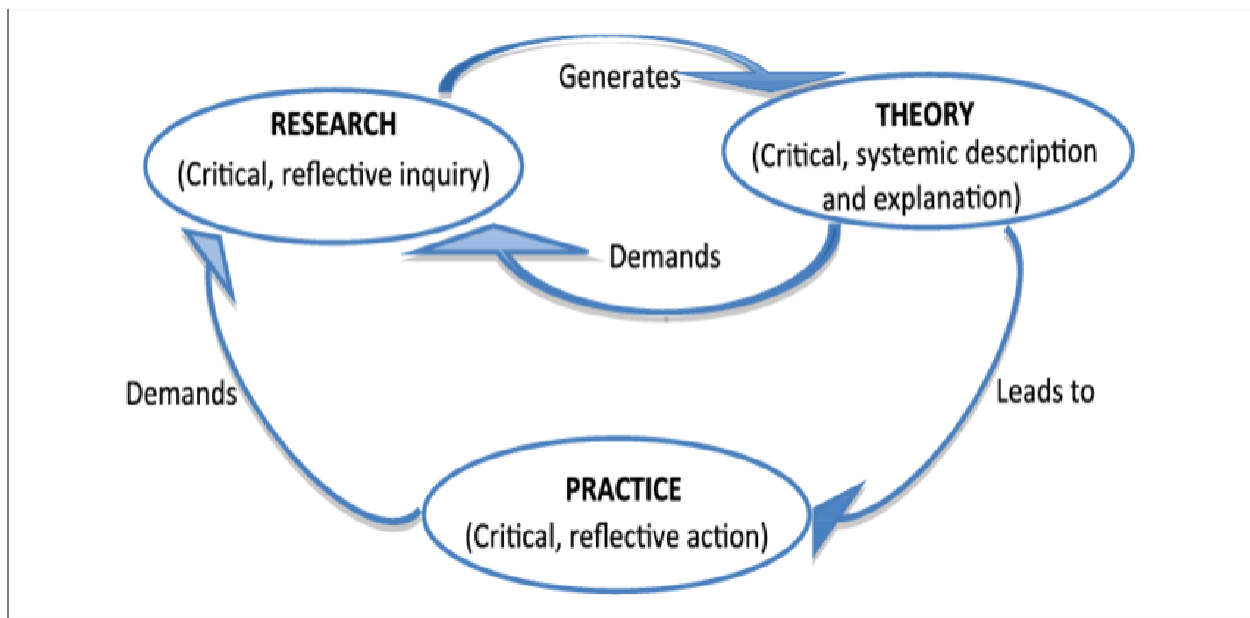 Generates
RESEARCH
(Critical, reflective inquiry)
THEORY
(Critical, systemic description
and explanation)
Demands
Demands
Leads to
PRACTICE
(Critical, reflective action)